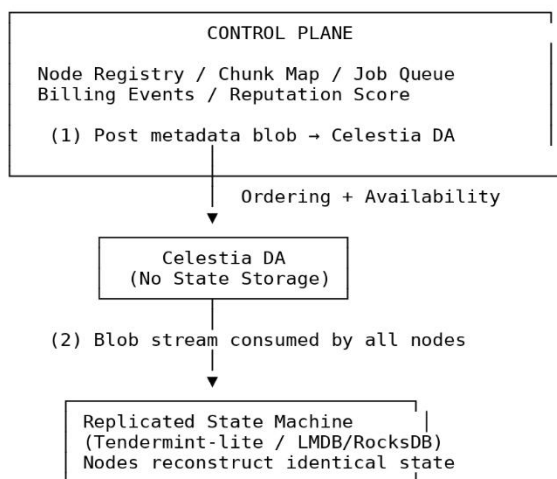 CONTROL PLANE
Node Registry / Chunk Map / Job Queue
Billing Events / Reputation Score
(1) Post metadata blob → Celestia DA
Ordering + Availability
Celestia DA
(No State Storage)
(2) Blob stream consumed by all nodes
Replicated State Machine
(Tendermint-lite / LMDB/RocksDB)
Nodes reconstruct identical state